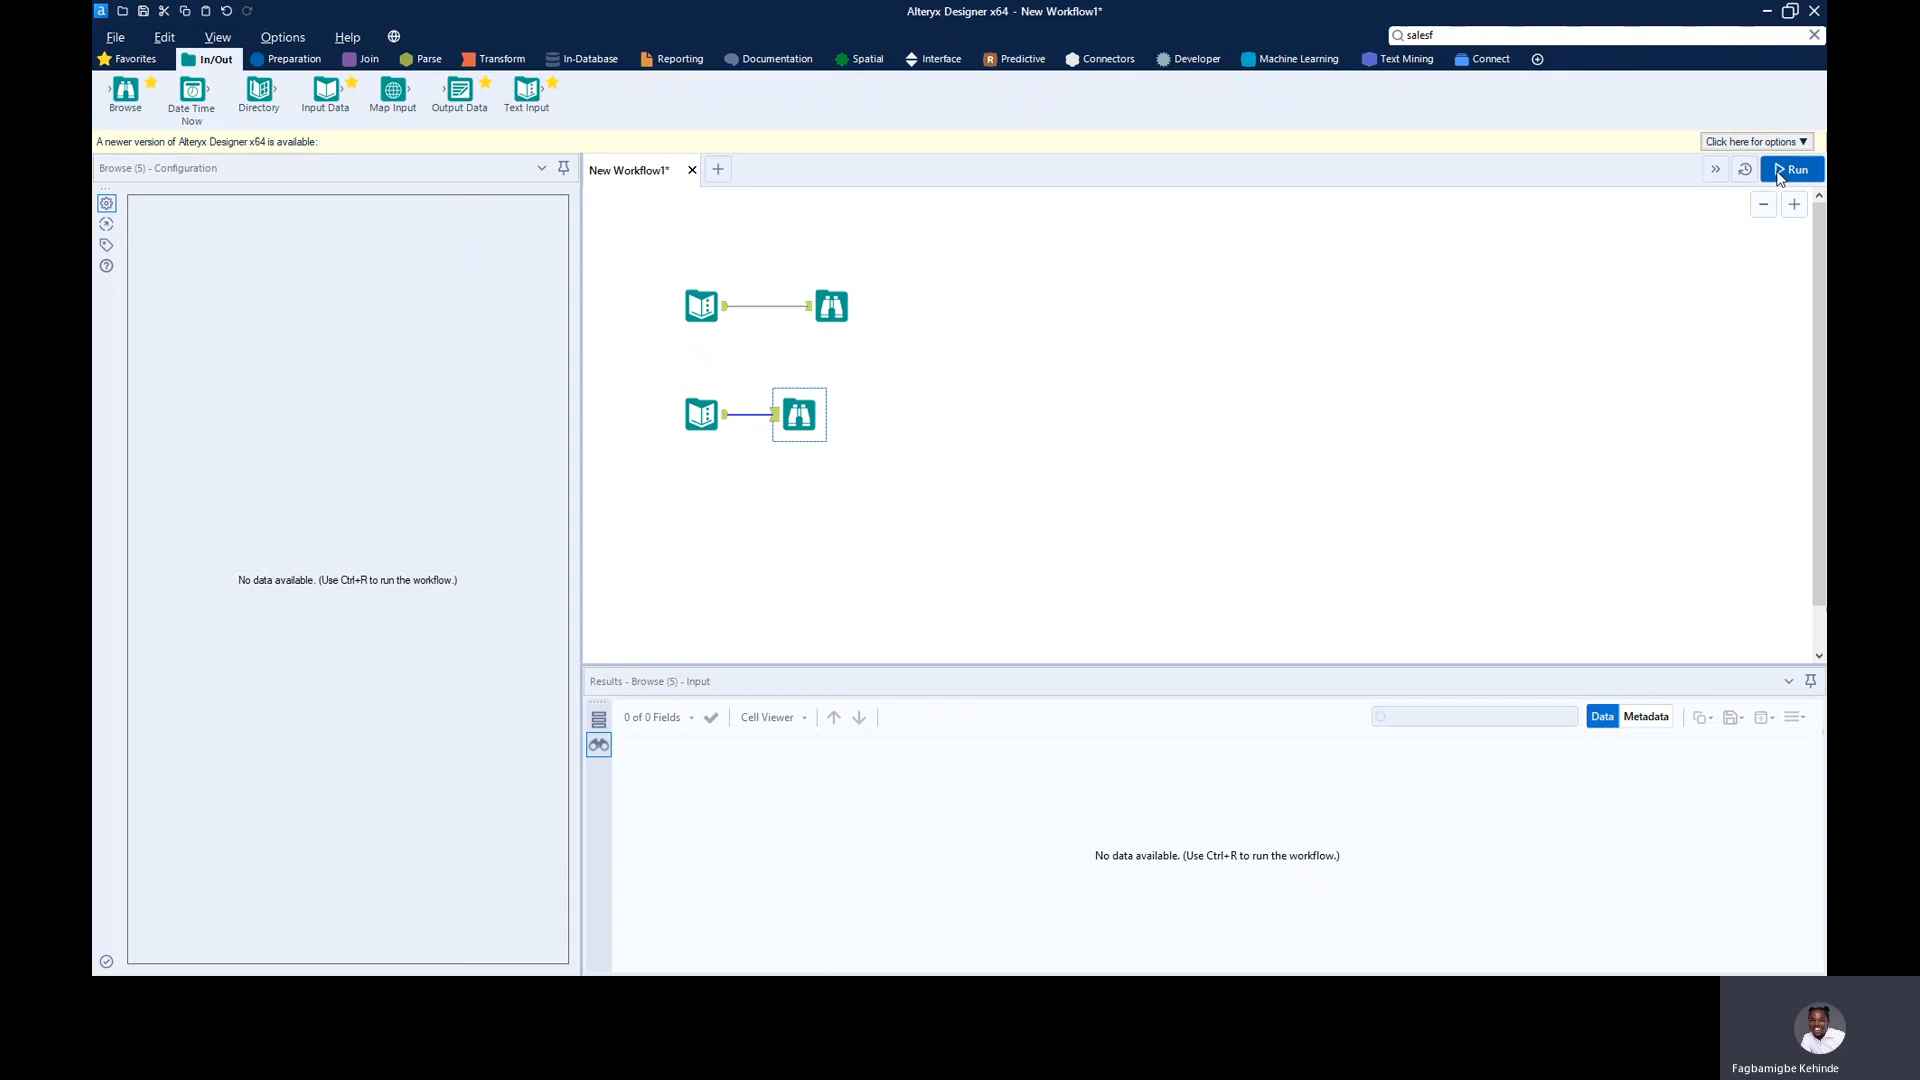 Alteryx Designer x64 - New Workflow1*
File Edit View Options Help
salesf
Favorites In/Out Preparation Join Parse Transform In-Database Reporting Documentation Spatial Interface Predictive Connectors Developer Machine Learning Text Mining Connect
Browse Date Time Now Directory Input Data Map Input Output Data Text Input
A newer version of Alteryx Designer x64 is available:
Click here for options ▼
Browse (5) - Configuration
New Workflow1*
Run
No data available. (Use Ctrl+R to run the workflow.)
Results - Browse (5) - Input
0 of 0 Fields
Cell Viewer
Data Metadata
No data available. (Use Ctrl+R to run the workflow.)
Fagbamigbe Kehinde